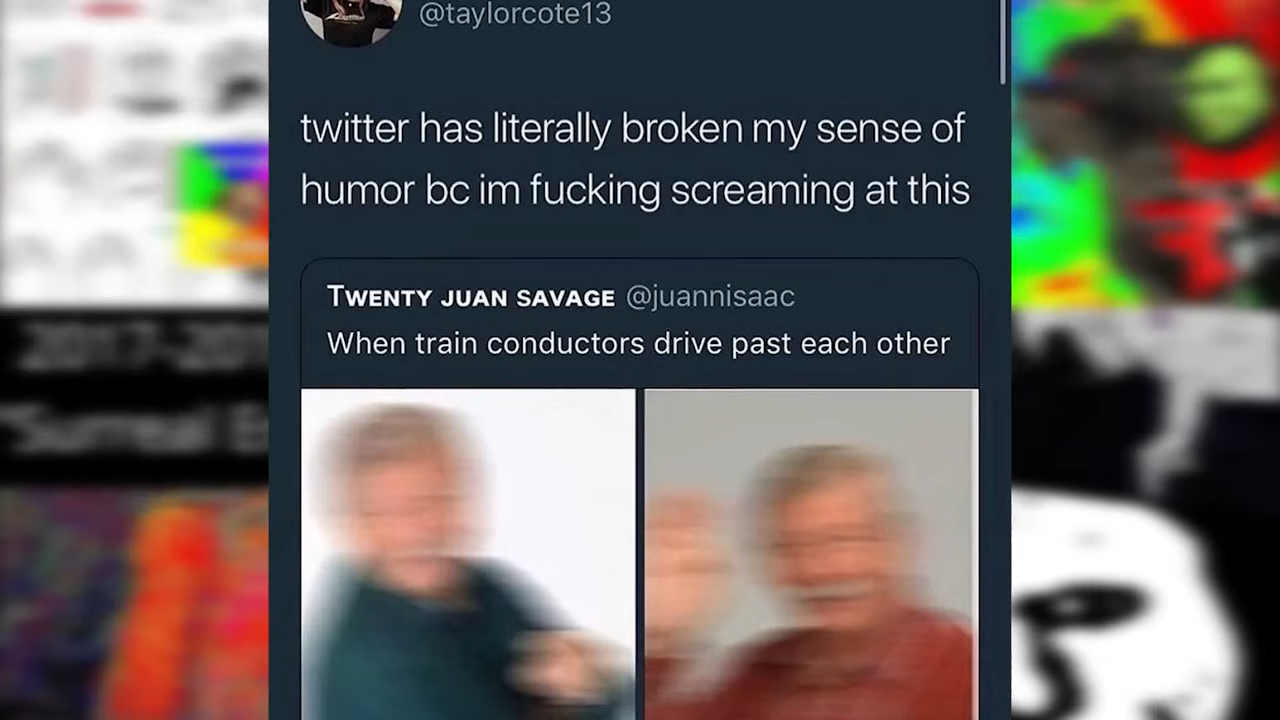 @taylorcote13
twitter has literally broken my sense of
humor bc im fucking screaming at this
Twenty juan savage @juannisaac
When train conductors drive past each other